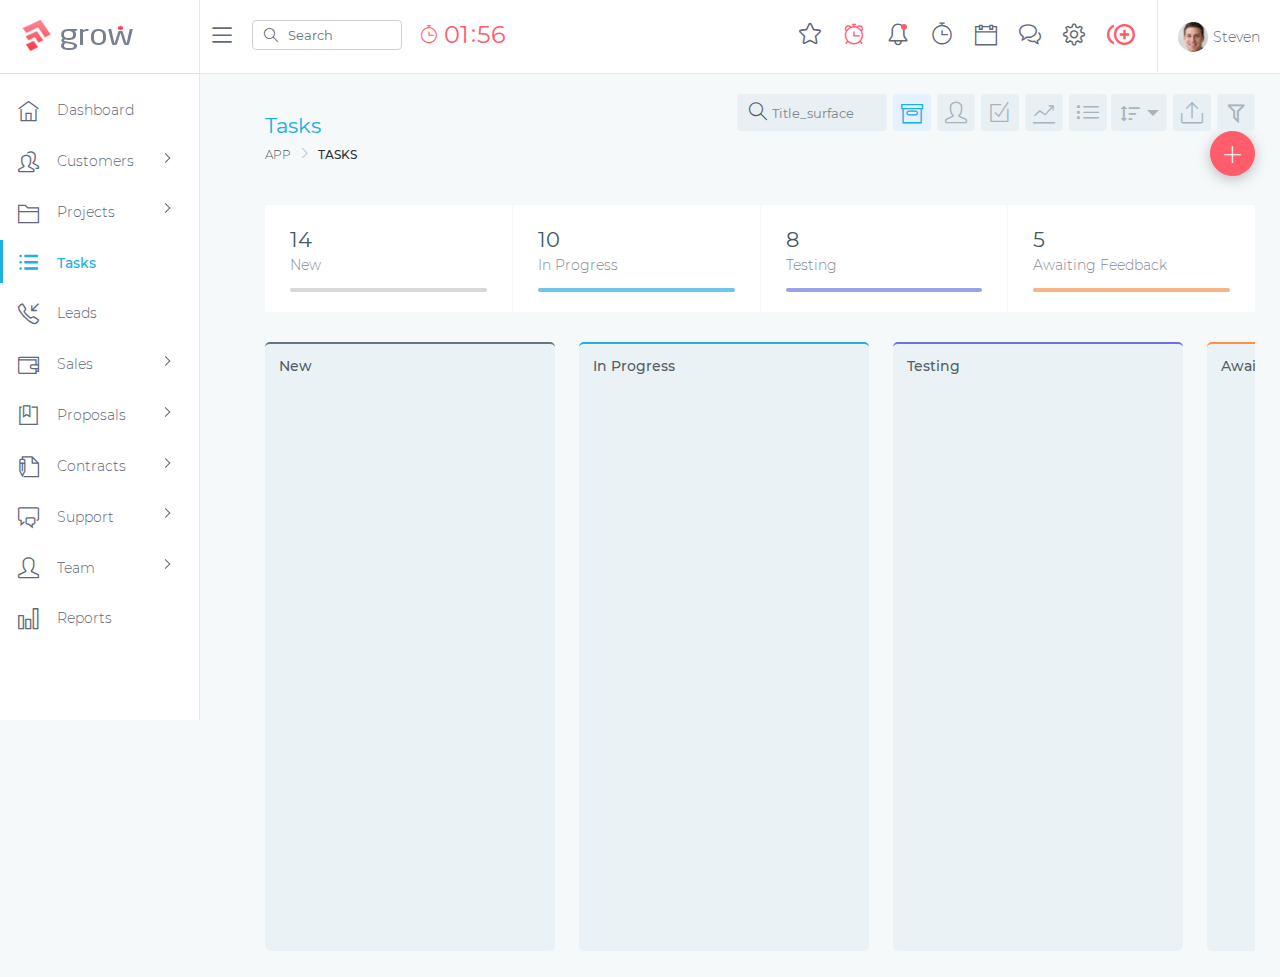 grow
Search
01:56
Steven
Dashboard
Customers
Projects
Tasks
Leads
Sales
Proposals
Contracts
Support
Team
Reports
Tasks
APP
TASKS
Title_surface
14
New
10
In Progress
8
Testing
5
Awaiting Feedback
New
In Progress
Testing
Awai